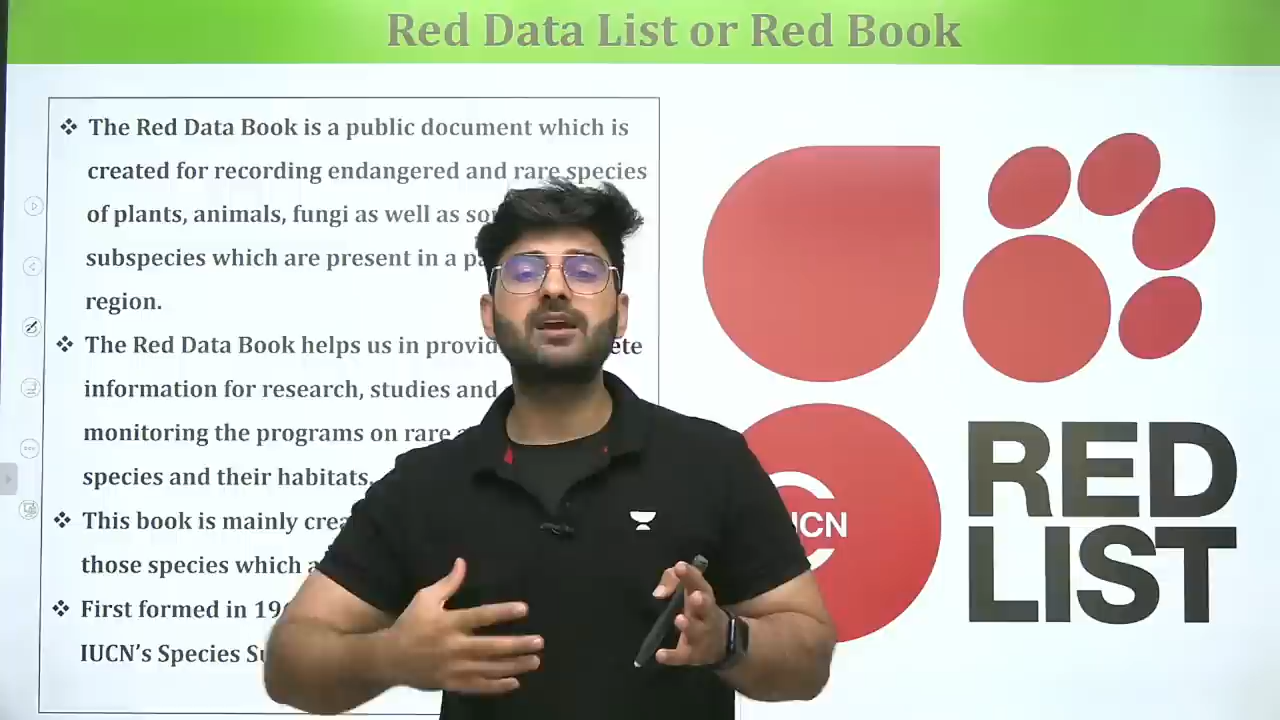 Red Data List or Red Book
❖ The Red Data Book is a public document which is
created for recording endangered and rare species
of plants, animals, fungi as well as
subspecies which are present in a
region.
❖ The Red Data Book helps us in
information for research, studies and
monitoring the programs on rare
species and their habitats.
❖ This book is mainly
those species which
❖ First formed in
IUCN's Species
RED
LIST